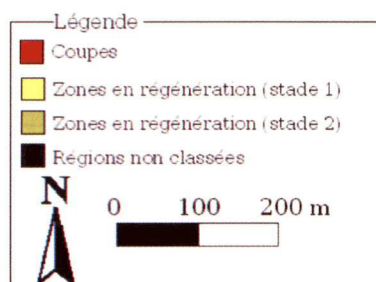 Légende
Coupes
Zones en régénération (stade 1)
Zones en régénération (stade 2)
Régions non classées
N
0 100 200 m